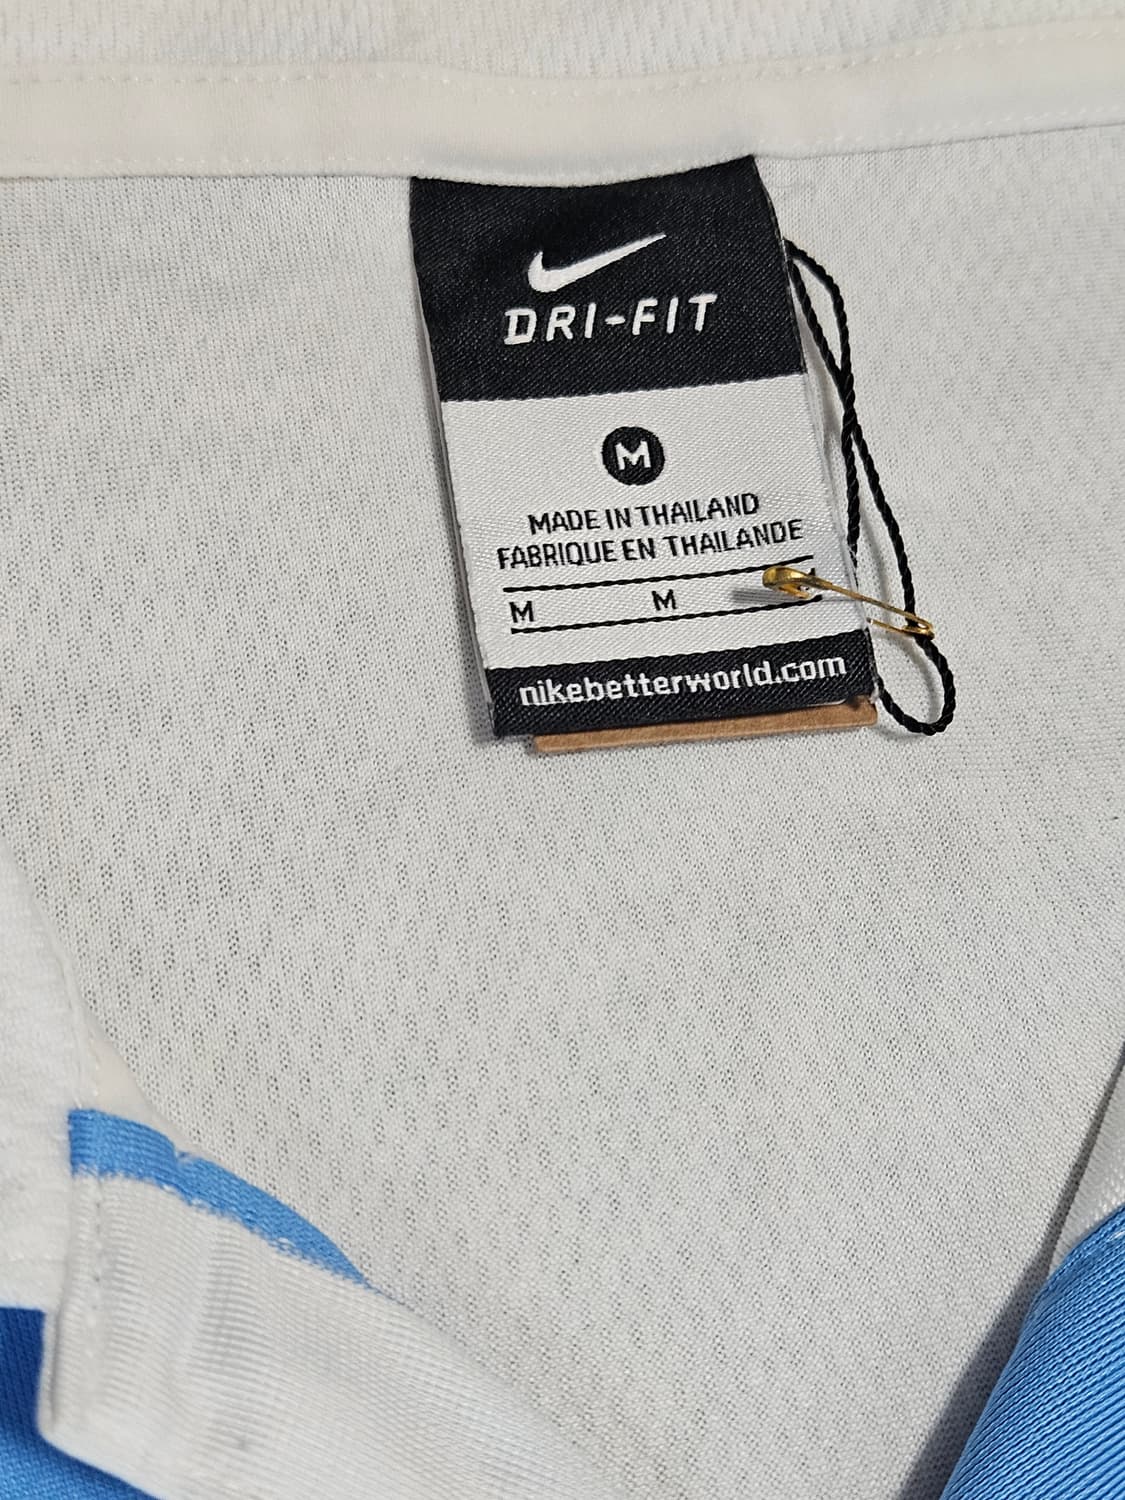 DRI-FIT
M
MADE IN THAILAND
FABRIQUE EN THAILANDE
M M
nikebetterworld.com